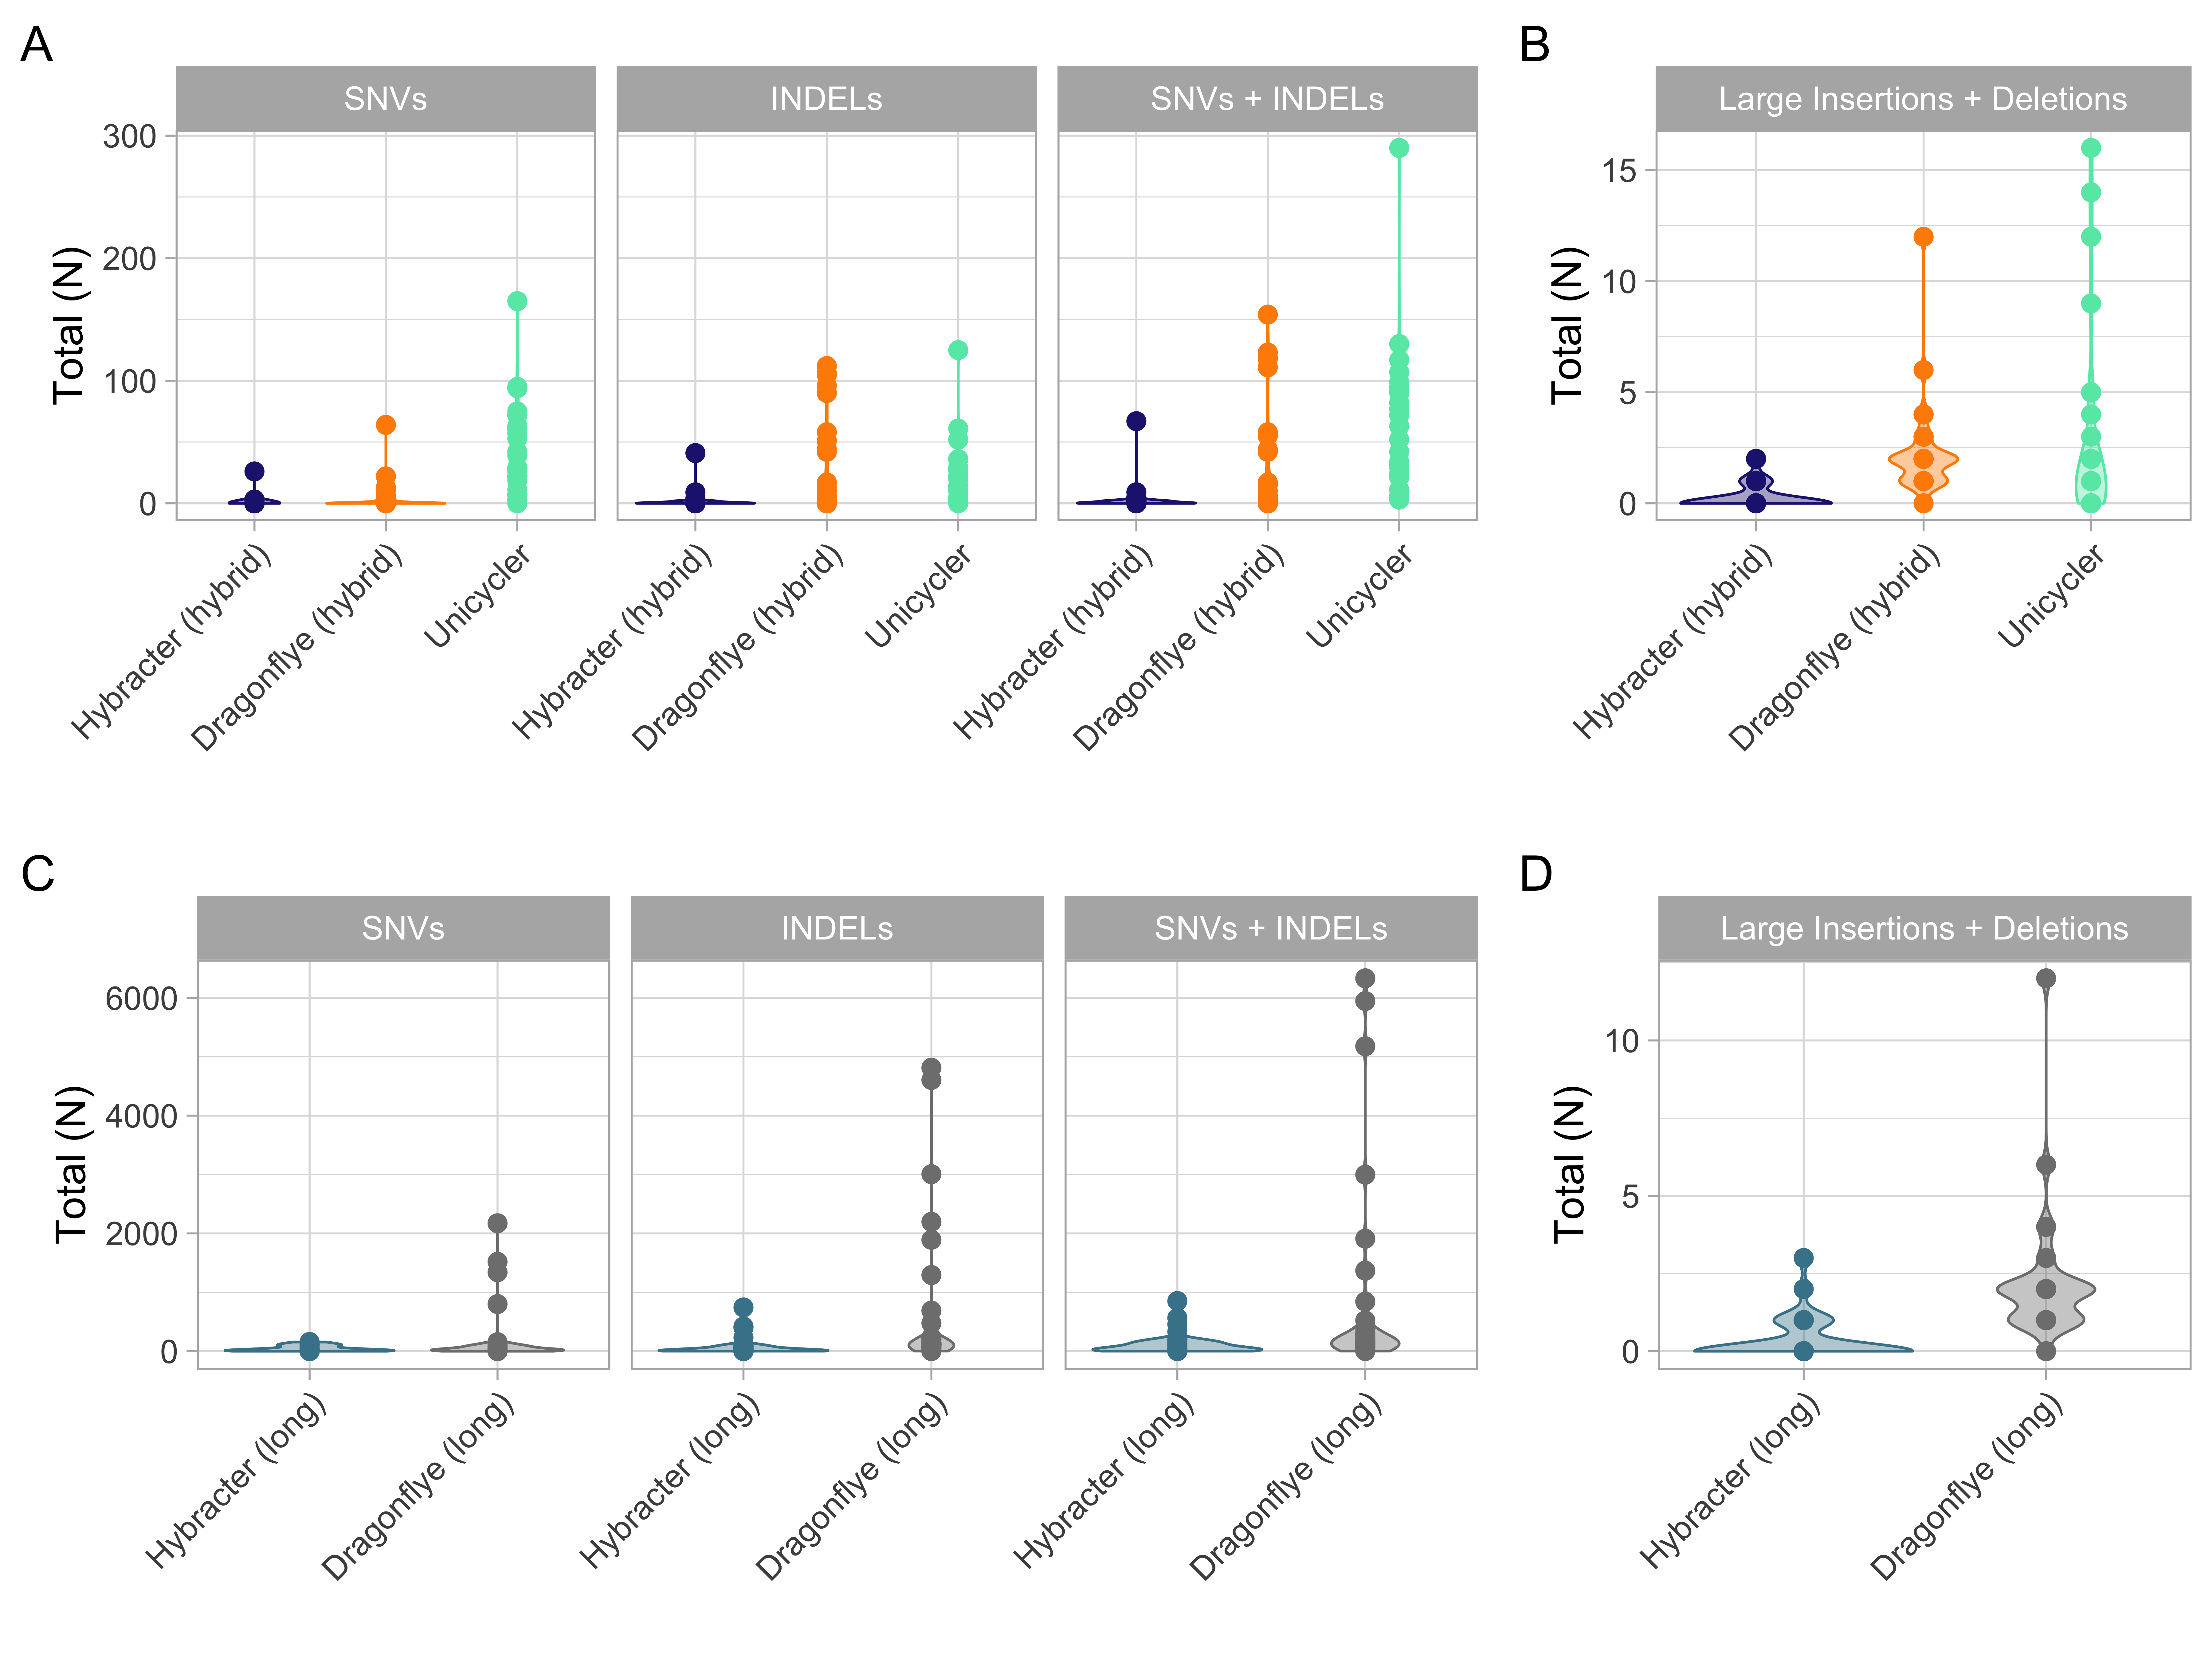 A
SNVs
INDELs
SNVs + INDELs
Total (N)
300
200
100
0
Hybracter (hybrid)
Dragonflye (hybrid)
Unicycler
Hybracter (hybrid)
Dragonflye (hybrid)
Unicycler
Hybracter (hybrid)
Dragonflye (hybrid)
Unicycler
B
Large Insertions + Deletions
Total (N)
15
10
5
0
Hybracter (hybrid)
Dragonflye (hybrid)
Unicycler
C
SNVs
INDELs
SNVs + INDELs
Total (N)
6000
4000
2000
0
Hybracter (long)
Dragonflye (long)
Hybracter (long)
Dragonflye (long)
Hybracter (long)
Dragonflye (long)
D
Large Insertions + Deletions
Total (N)
10
5
0
Hybracter (long)
Dragonflye (long)